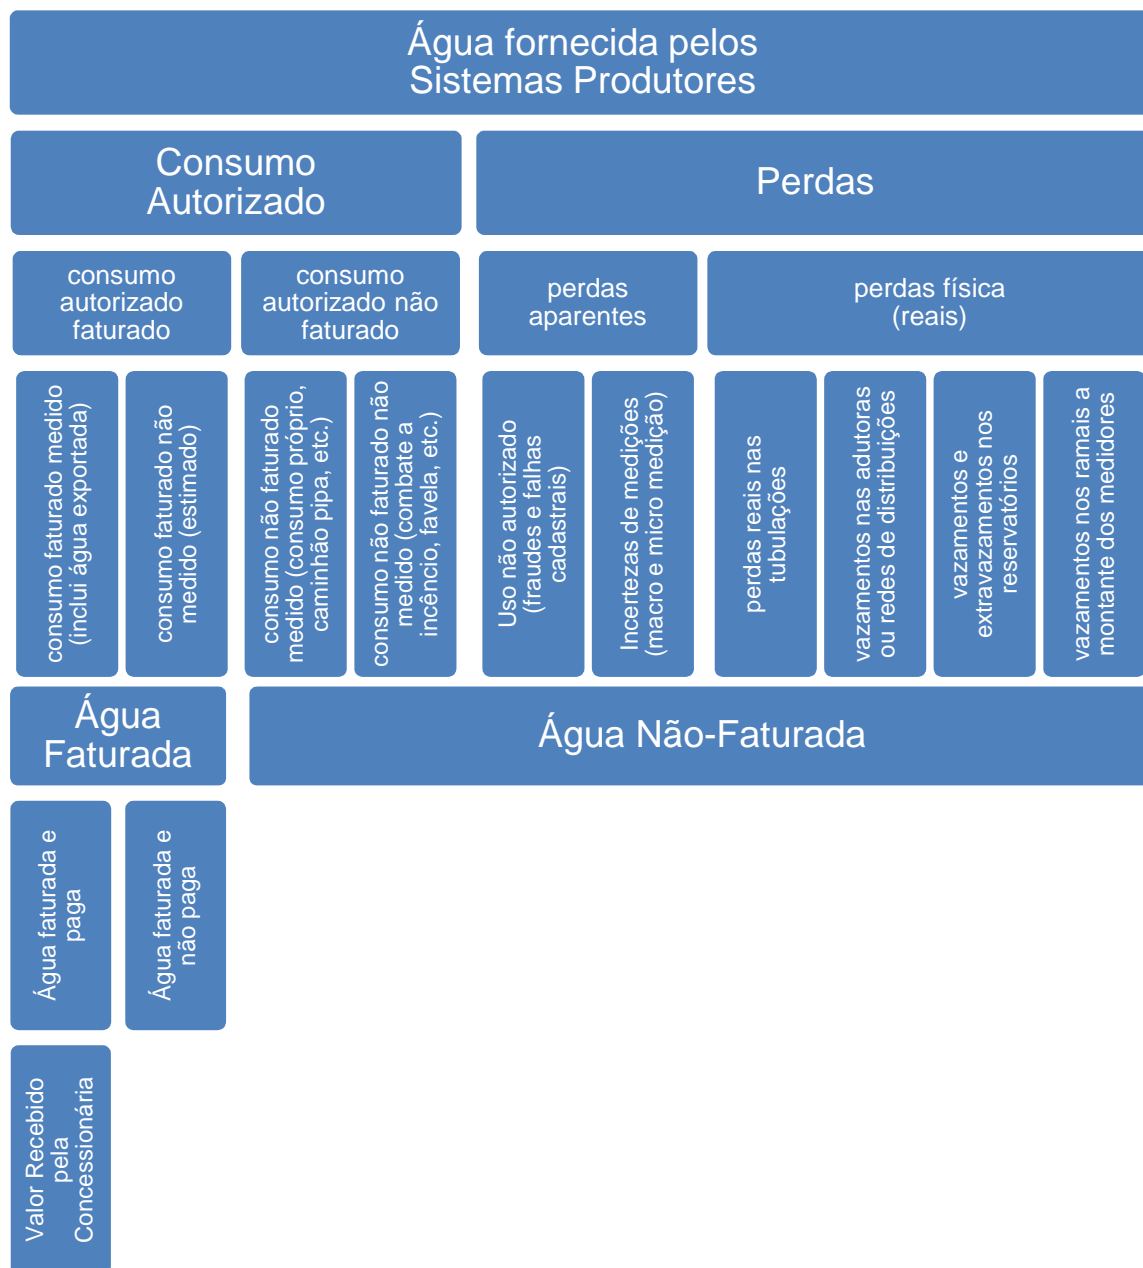 Água fornecida pelos
Sistemas Produtores
Consumo
Autorizado
Perdas
consumo
autorizado
faturado
consumo
autorizado não
faturado
perdas
aparentes
perdas física
(reais)
consumo faturado medido
(inclui água exportada)
consumo faturado não
medido (estimado)
consumo não faturado
medido (consumo próprio,
caminhão pipa, etc.)
consumo não faturado não
medido (combate a
incêncio, favela, etc.)
Uso não autorizado
(fraudes e falhas
cadastrais)
Incertezas de medições
(macro e micro medição)
perdas reais nas
tubulações
vazamentos nas adutoras
ou redes de distribuições
vazamentos e
extravazamentos nos
reservatórios
vazamentos nos ramais a
montante dos medidores
Água
Faturada
Água Não-Faturada
Água faturada e
paga
Água faturada e
não paga
Valor Recebido
pela
Concessionária